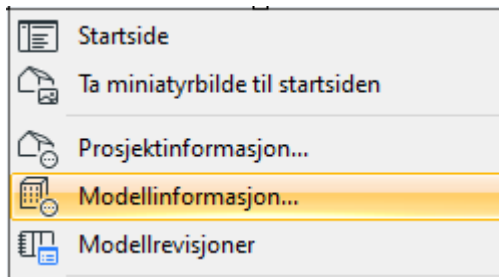 Startside
Ta miniatyrbilde til startsiden
Prosjektinformasjon...
Modellinformasjon...
Modellrevisjoner